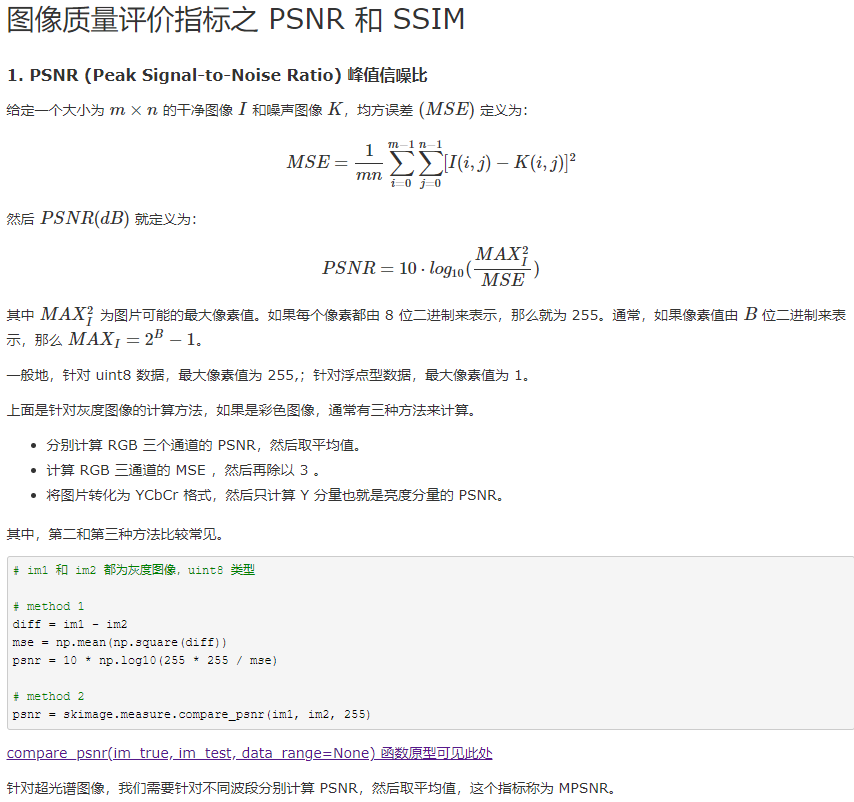 图像质量评价指标之 PSNR 和 SSIM
1. PSNR (Peak Signal-to-Noise Ratio) 峰值信噪比
给定一个大小为 m × n 的干净图像 I 和噪声图像 K，均方误差 (MSE) 定义为：
MSE = \frac{1}{mn} \sum_{i=0}^{m-1} \sum_{j=0}^{n-1} [I(i,j) − K(i,j)]^2
然后 PSNR(dB) 就定义为：
PSNR = 10 · log_{10}(\frac{MAX_I^2}{MSE})
其中 MAX_I^2 为图片可能的最大像素值。如果每个像素都由 8 位二进制来表示，那么就为 255。通常，如果像素值由 B 位二进制来表
示，那么 MAX_I = 2^B − 1。
一般地，针对 uint8 数据，最大像素值为 255,；针对浮点型数据，最大像素值为 1。
上面是针对灰度图像的计算方法，如果是彩色图像，通常有三种方法来计算。
• 分别计算 RGB 三个通道的 PSNR，然后取平均值。
• 计算 RGB 三通道的 MSE ，然后再除以 3 。
• 将图片转化为 YCbCr 格式，然后只计算 Y 分量也就是亮度分量的 PSNR。
其中，第二和第三种方法比较常见。
# im1 和 im2 都为灰度图像，uint8 类型
# method 1
diff = im1 - im2
mse = np.mean(np.square(diff))
psnr = 10 * np.log10(255 * 255 / mse)
# method 2
psnr = skimage.measure.compare_psnr(im1, im2, 255)
compare_psnr(im_true, im_test, data_range=None) 函数原型可见此处
针对超光谱图像，我们需要针对不同波段分别计算 PSNR，然后取平均值，这个指标称为 MPSNR。